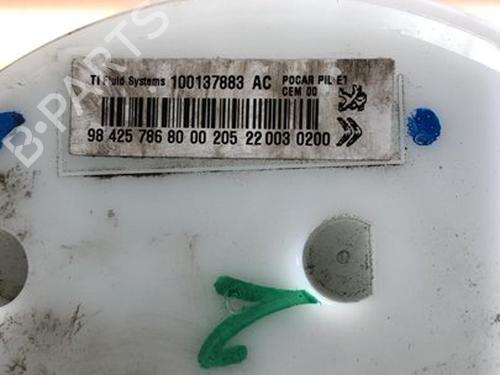 TI Fluid Systems 100137883 AC POCAR PIL E1
CEM 00
98 425 786 80 00 205 22 003 0200
B-PARTS
B-PARTS